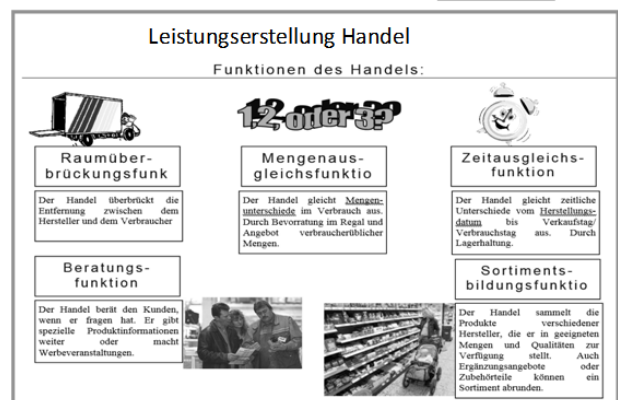 Leistungserstellung Handel
Funktionen des Handels:
1,2, oder 3?
Raumüber-
brückungsfunk
Der Handel überbrückt die
Entfernung zwischen dem
Hersteller und dem Verbraucher
Mengenaus-
gleichsfunktio
Der Handel gleicht Mengen-
unterschiede im Verbrauch aus.
Durch Bevorratung im Regal und
Angebot verbraucherüblicher
Mengen.
Zeitausgleichs-
funktion
Der Handel gleicht zeitliche
Unterschiede vom Herstellungs-
datum bis Verkaufstag/
Verbrauchstag aus. Durch
Lagerhaltung.
Beratungs-
funktion
Der Handel berät den Kunden,
wenn er fragen hat. Er gibt
spezielle Produktinformationen
weiter oder macht
Werbeveranstaltungen.
Sortiments-
bildungsfunktio
Der Handel sammelt die
Produkte verschiedener
Hersteller, die er in geeigneten
Mengen und Qualitäten zur
Verfügung stellt. Auch
Ergänzungsangebote oder
Zubehörteile können ein
Sortiment abrunden.